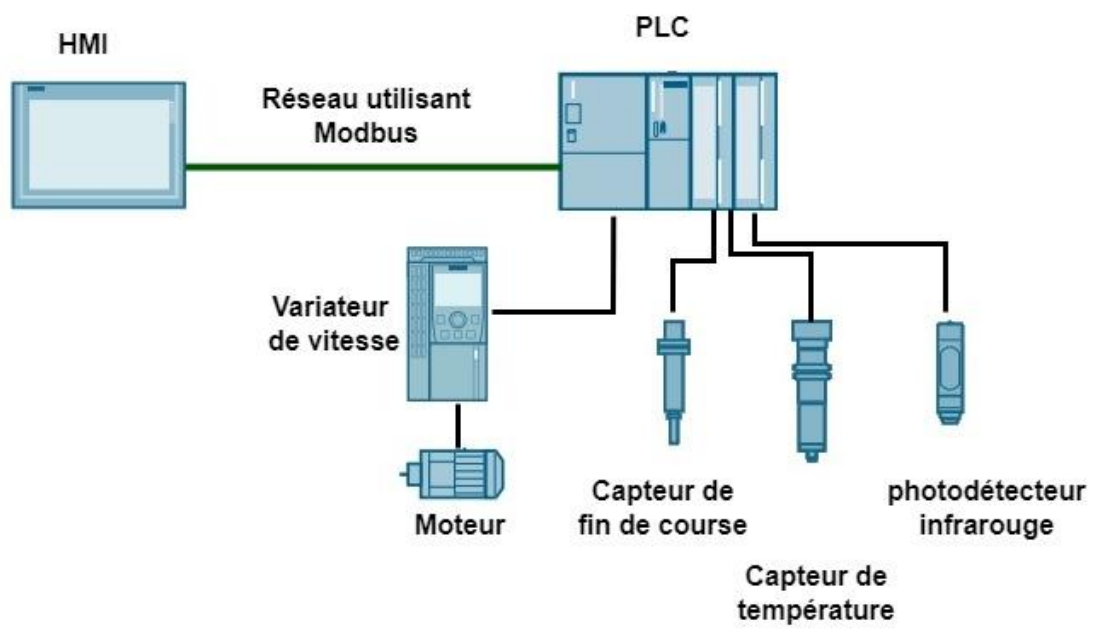 HMI
PLC
Réseau utilisant
Modbus
Variateur
de vitesse
Moteur
Capteur de
fin de course
photodétecteur
infrarouge
Capteur de
température